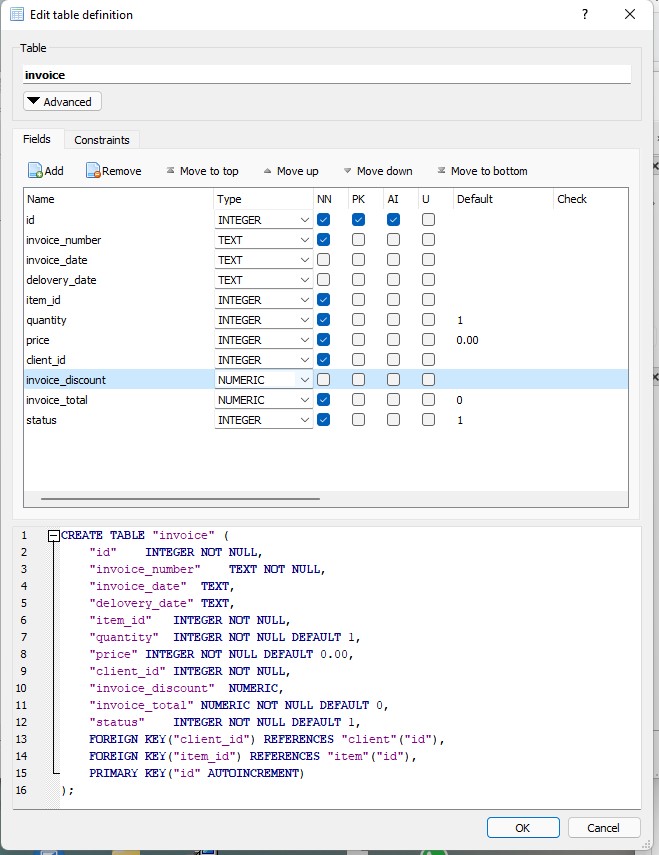 Edit table definition
?
Table
invoice
Advanced
Fields Constraints
Add Remove Move to top Move up Move down Move to bottom
Name Type NN PK AI U Default Check
id INTEGER
invoice_number TEXT
invoice_date TEXT
delovery_date TEXT
item_id INTEGER
quantity INTEGER 1
price INTEGER 0.00
client_id INTEGER
invoice_discount NUMERIC
invoice_total NUMERIC 0
status INTEGER 1
1 CREATE TABLE "invoice" (
2 "id" INTEGER NOT NULL,
3 "invoice_number" TEXT NOT NULL,
4 "invoice_date" TEXT,
5 "delovery_date" TEXT,
6 "item_id" INTEGER NOT NULL,
7 "quantity" INTEGER NOT NULL DEFAULT 1,
8 "price" INTEGER NOT NULL DEFAULT 0.00,
9 "client_id" INTEGER NOT NULL,
10 "invoice_discount" NUMERIC,
11 "invoice_total" NUMERIC NOT NULL DEFAULT 0,
12 "status" INTEGER NOT NULL DEFAULT 1,
13 FOREIGN KEY("client_id") REFERENCES "client"("id"),
14 FOREIGN KEY("item_id") REFERENCES "item"("id"),
15 PRIMARY KEY("id" AUTOINCREMENT)
16 );
OK Cancel